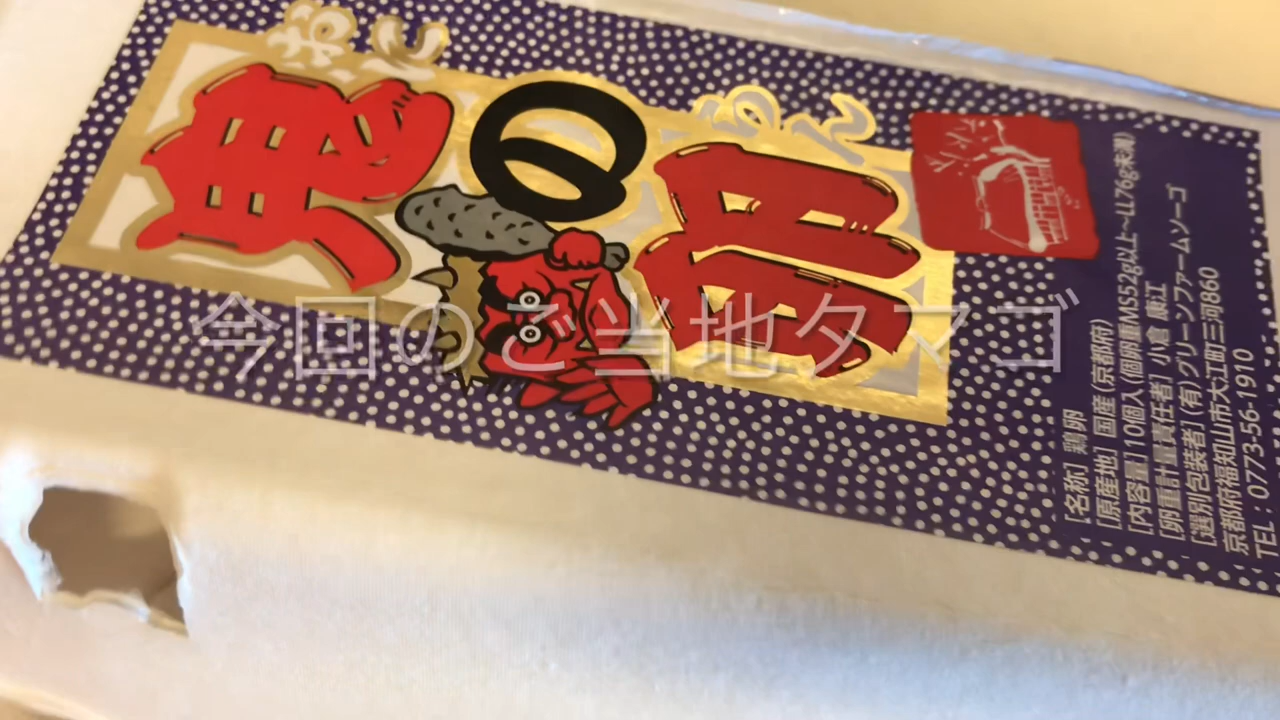 おに らん
鬼の卵
今回のご当地タマゴ
[名称] 鶏卵
[原産地] 国産(京都府)
[内容量] 10個入(個卵重MS52g以上〜LL76g未満)
[卵重計量責任者] 小倉 康江
[選別包装者] (有)グリーンファームソーゴ
京都府福知山市大江町三河860
TEL:0773-56-1910